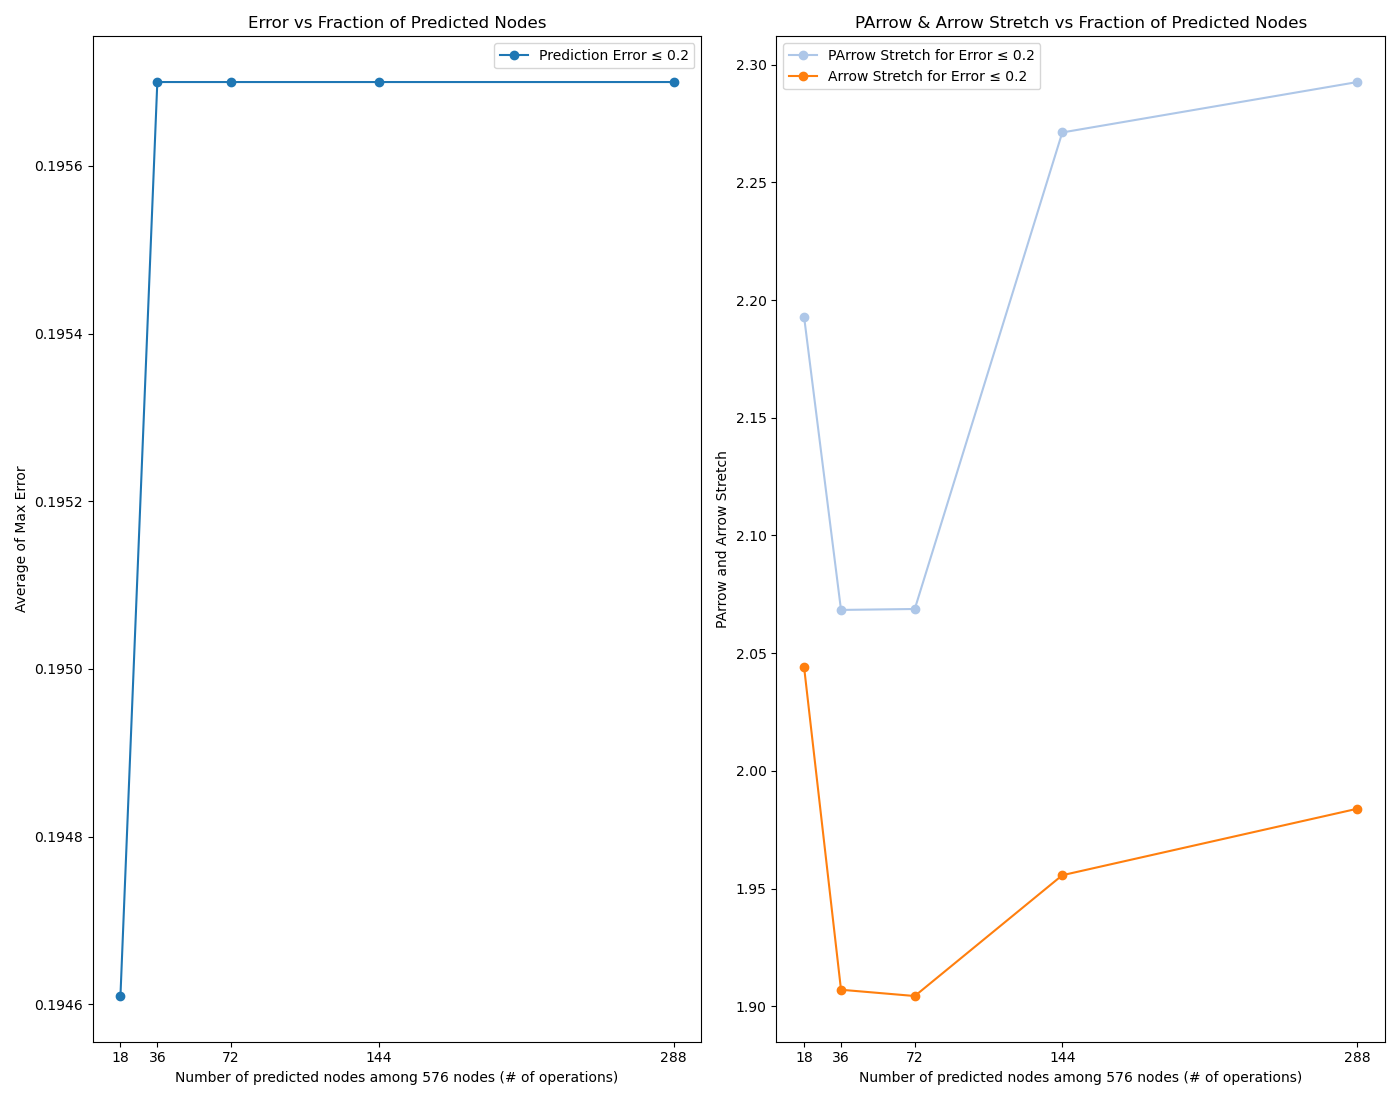 Error vs Fraction of Predicted Nodes
Prediction Error ≤ 0.2
Average of Max Error
0.1956
0.1954
0.1952
0.1950
0.1948
0.1946
18 36 72 144 288
Number of predicted nodes among 576 nodes (# of operations)
PArrow & Arrow Stretch vs Fraction of Predicted Nodes
PArrow Stretch for Error ≤ 0.2
Arrow Stretch for Error ≤ 0.2
PArrow and Arrow Stretch
2.30
2.25
2.20
2.15
2.10
2.05
2.00
1.95
1.90
18 36 72 144 288
Number of predicted nodes among 576 nodes (# of operations)